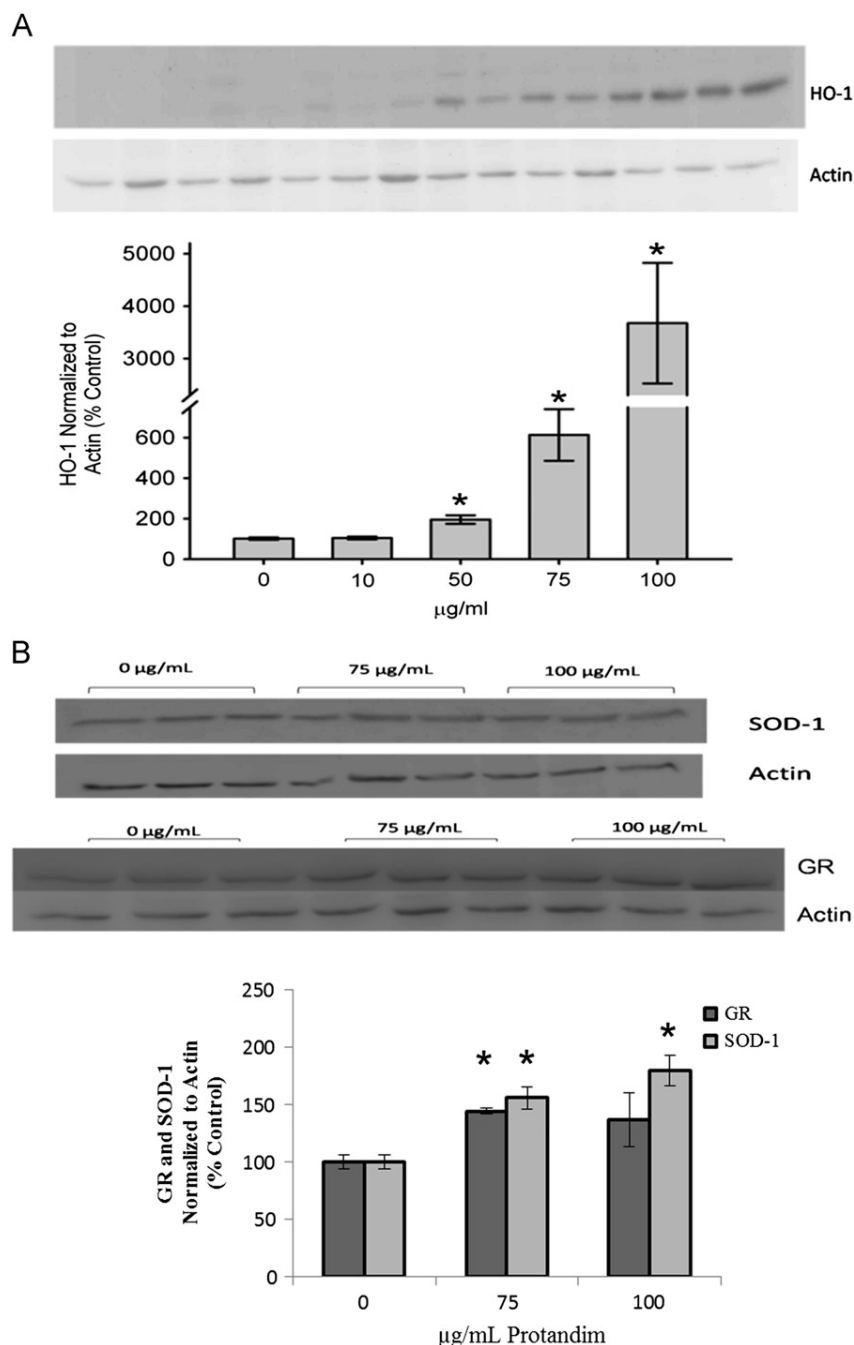 A
HO-1
Actin
HO-1 Normalized to
Actin (% Control)
5000
4000
3000
600
400
200
0
*
*
*
0 10 50 75 100
µg/ml
B
0 µg/mL 75 µg/mL 100 µg/mL
SOD-1
Actin
0 µg/mL 75 µg/mL 100 µg/mL
GR
Actin
GR and SOD-1
Normalized to Actin
(% Control)
250
200
150
100
50
0
* *
*
GR
SOD-1
0 75 100
µg/mL Protandim